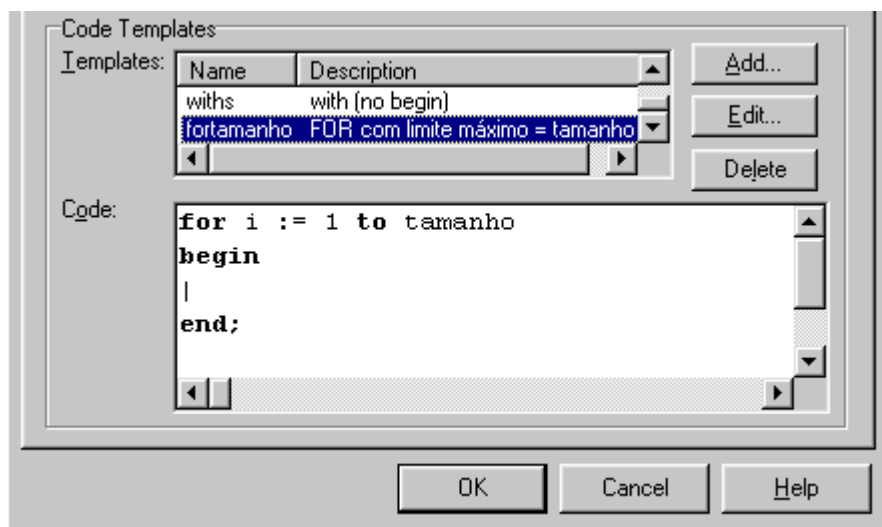 Code Templates
Templates:
Name Description
withs with (no begin)
fortamanho FOR com limite máximo = tamanho
Add...
Edit...
Delete
Code:
for i := 1 to tamanho
begin
|
end;
OK Cancel Help